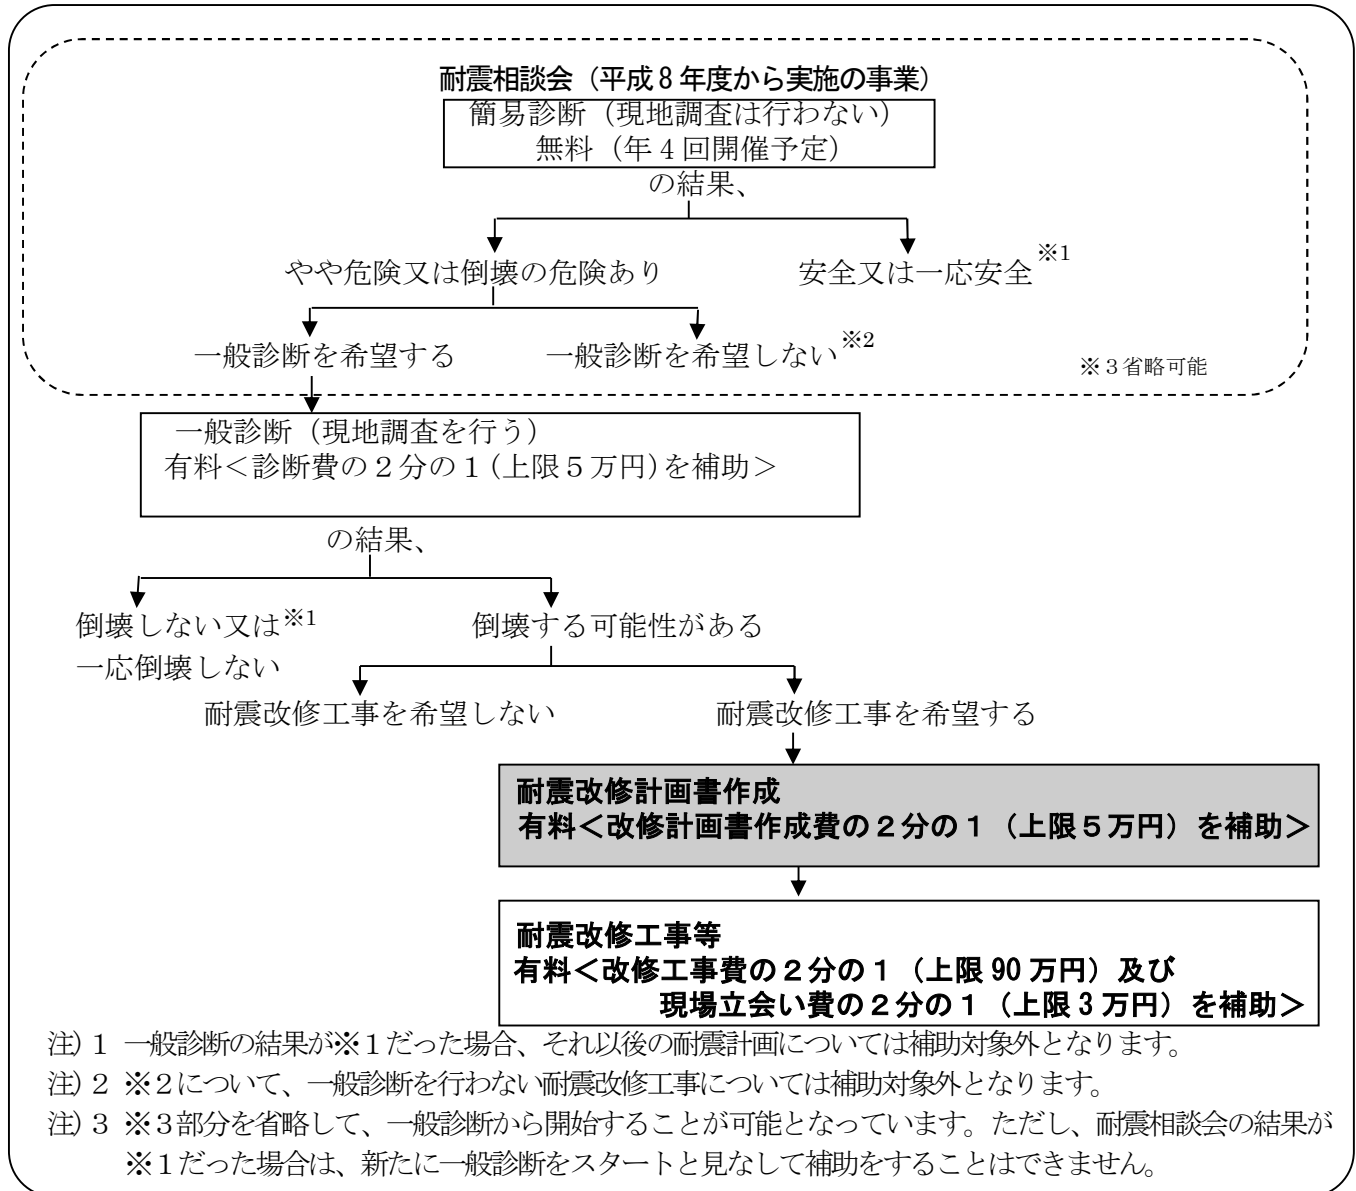 耐震相談会（平成８年度から実施の事業）
簡易診断（現地調査は行わない）
無料（年４回開催予定）
の結果、
やや危険又は倒壊の危険あり
安全又は一応安全※1
一般診断を希望する
一般診断を希望しない※2
※３省略可能
一般診断（現地調査を行う）
有料＜診断費の２分の１(上限５万円)を補助＞
の結果、
倒壊しない又は※1
一応倒壊しない
倒壊する可能性がある
耐震改修工事を希望しない
耐震改修工事を希望する
耐震改修計画書作成
有料＜改修計画書作成費の２分の１（上限５万円）を補助＞
耐震改修工事等
有料＜改修工事費の２分の１（上限 90 万円）及び
現場立会い費の２分の１（上限 3 万円）を補助＞
注）１ 一般診断の結果が※１だった場合、それ以後の耐震計画については補助対象外となります。
注）２ ※２について、一般診断を行わない耐震改修工事については補助対象外となります。
注）３ ※３部分を省略して、一般診断から開始することが可能となっています。ただし、耐震相談会の結果が
※１だった場合は、新たに一般診断をスタートと見なして補助をすることはできません。